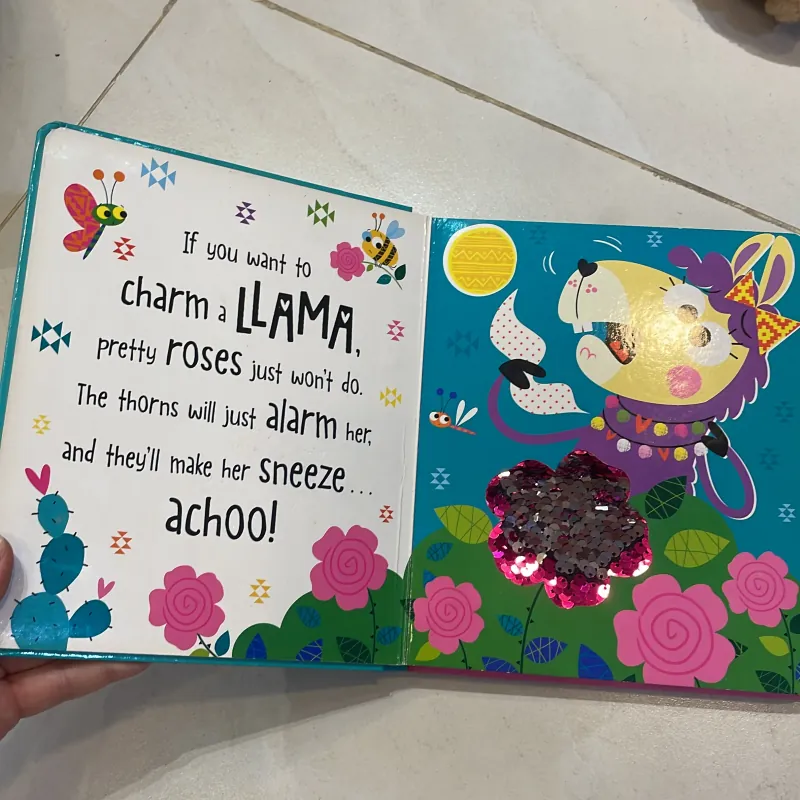 If you want to
charm a LLAMA,
pretty roses just won't do.
The thorns will just alarm her,
and they'll make her sneeze...
achoo!